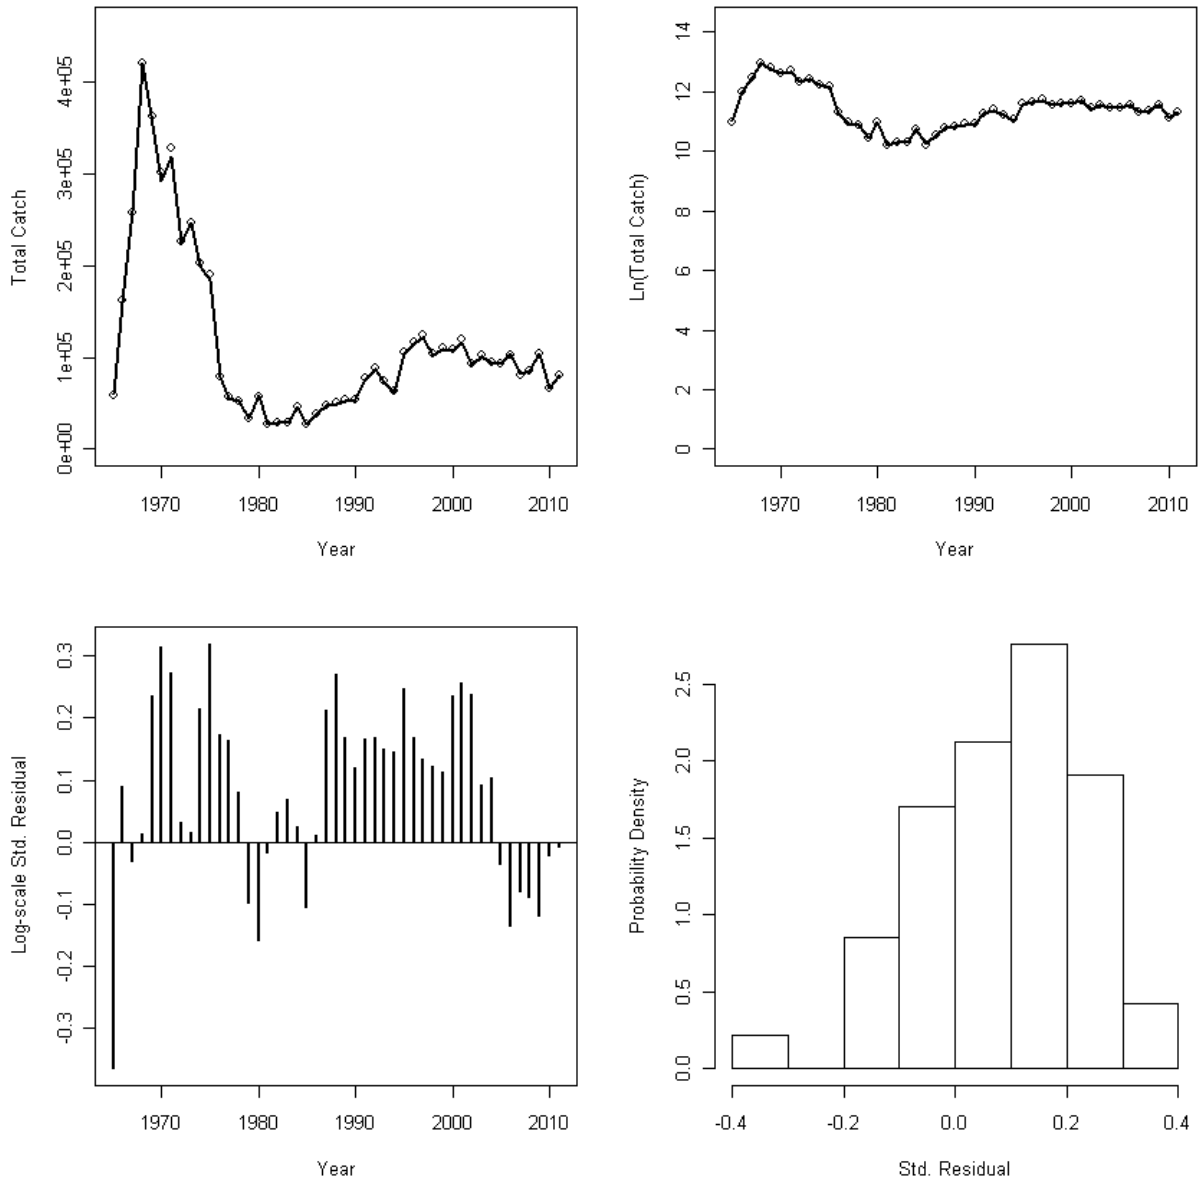 Total Catch
4e+05
3e+05
2e+05
1e+05
0e+00
1970 1980 1990 2000 2010
Year
Ln(Total Catch)
14
12
10
8
6
4
2
0
1970 1980 1990 2000 2010
Year
Log-scale Std. Residual
0.3
0.2
0.1
0.0
-0.1
-0.2
-0.3
1970 1980 1990 2000 2010
Year
Probability Density
2.5
2.0
1.5
1.0
0.5
0.0
-0.4 -0.2 0.0 0.2 0.4
Std. Residual